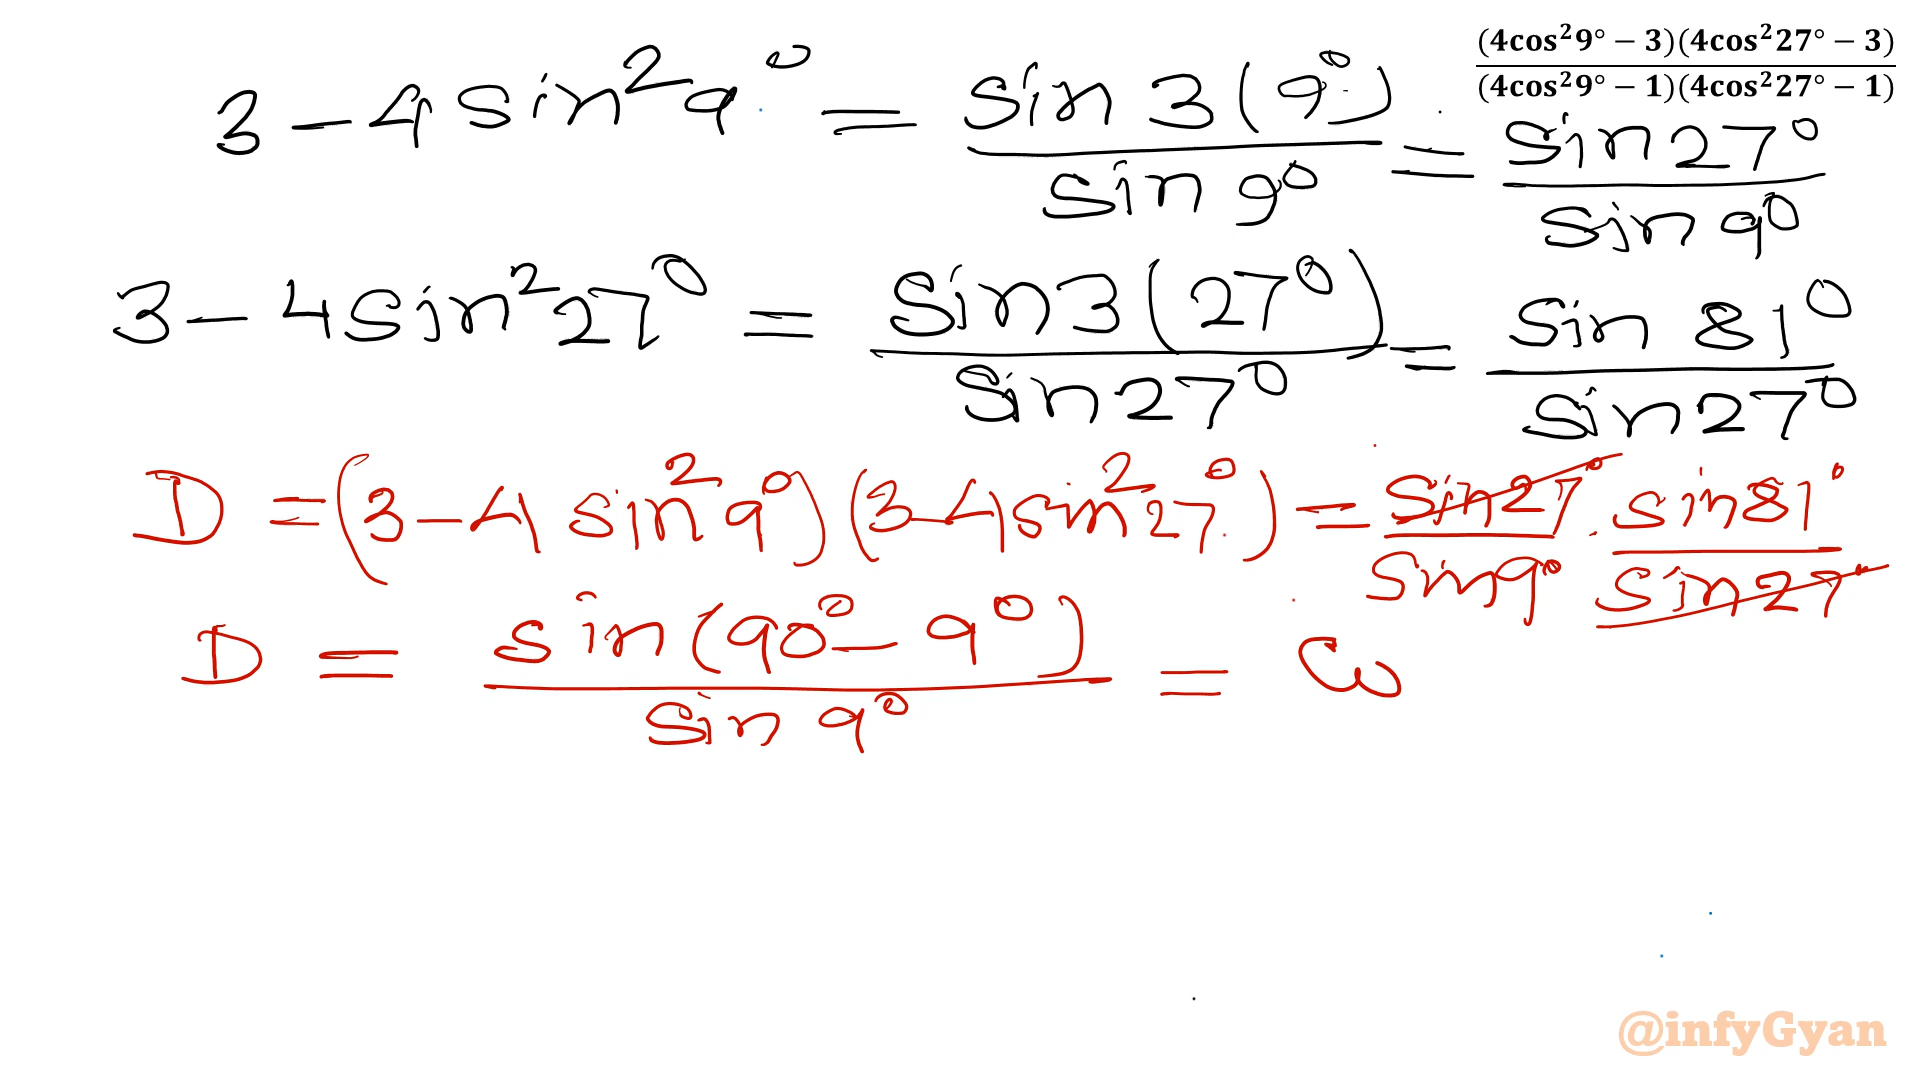 (4cos²9° − 3)(4cos²27° − 3)
(4cos²9° − 1)(4cos²27° − 1)
3 − 4 sin²9° = sin 3(9°) / sin 9° = sin 27° / sin 9°
3 − 4 sin²27° = sin 3(27°) / sin 27° = sin 81° / sin 27°
D = (3 − 4 sin²9°)(3 − 4 sin²27°) = sin 27° / sin 9° . sin 81° / sin 27°
D = sin(90° − 9°) / sin 9° =
@infyGyan